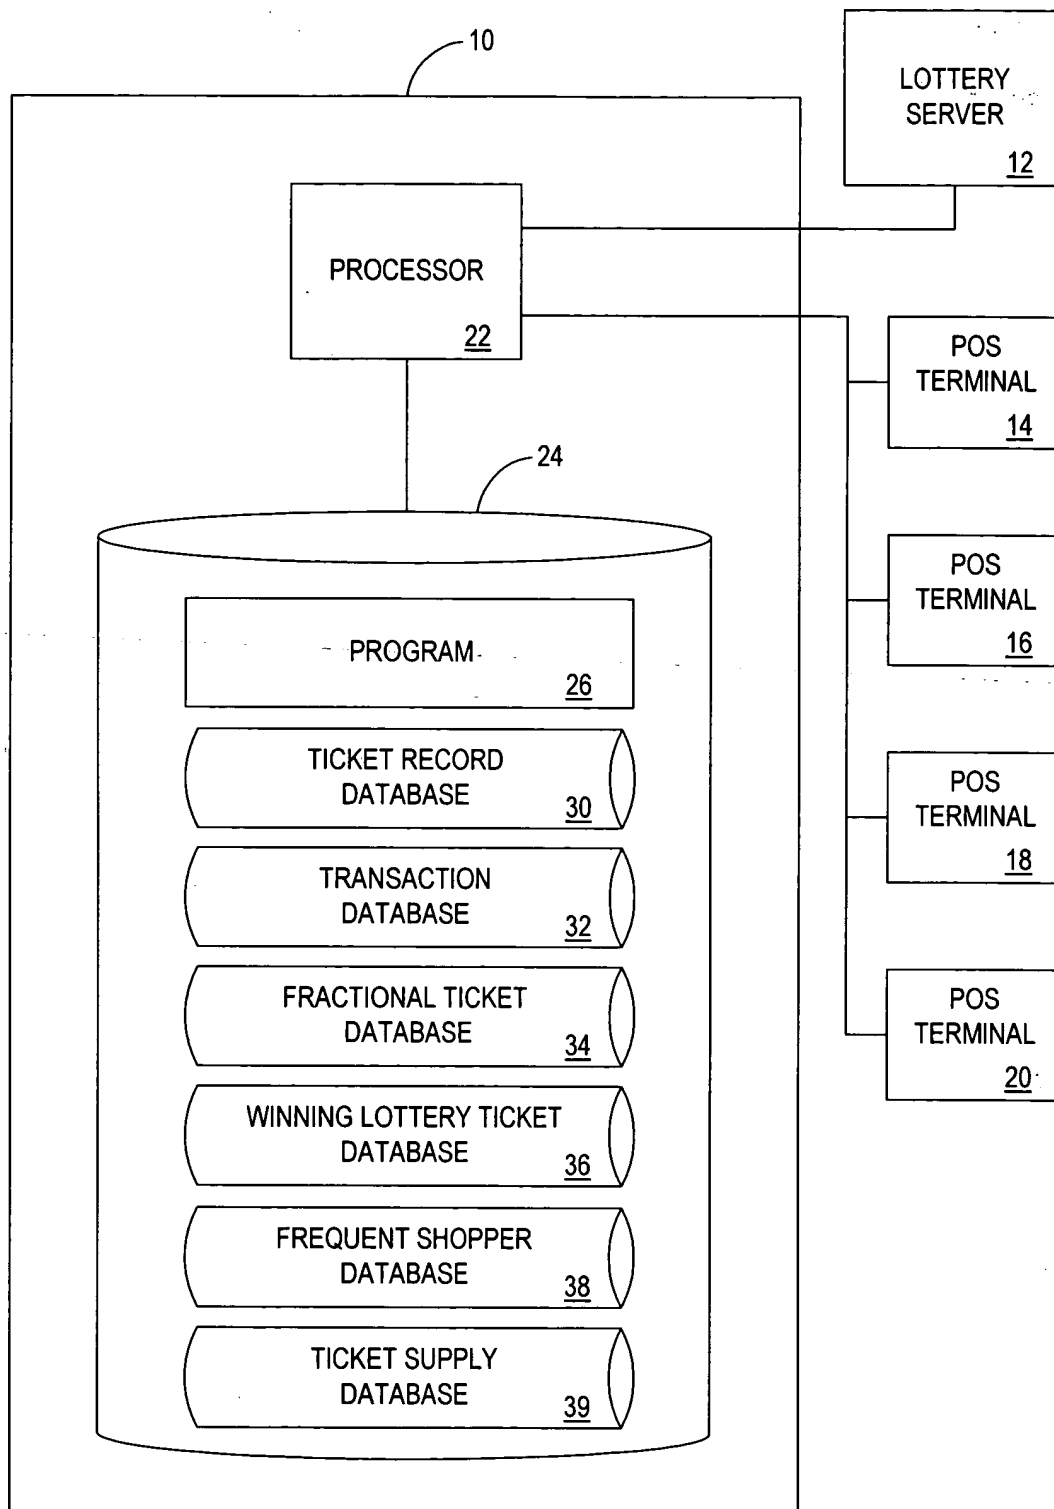 10
LOTTERY
SERVER
12
PROCESSOR
22
POS
TERMINAL
14
24
POS
TERMINAL
16
PROGRAM
26
TICKET RECORD
DATABASE
30
POS
TERMINAL
18
TRANSACTION
DATABASE
32
FRACTIONAL TICKET
DATABASE
34
POS
TERMINAL
20
WINNING LOTTERY TICKET
DATABASE
36
FREQUENT SHOPPER
DATABASE
38
TICKET SUPPLY
DATABASE
39